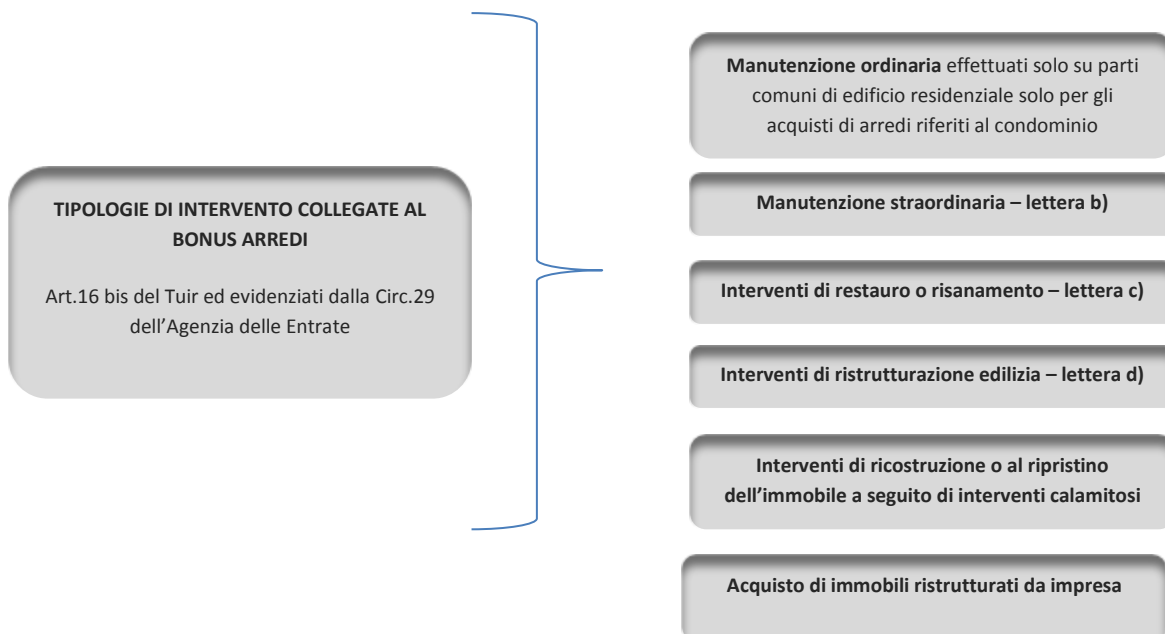 TIPOLOGIE DI INTERVENTO COLLEGATE AL
BONUS ARREDI
Art.16 bis del Tuir ed evidenziati dalla Circ.29
dell'Agenzia delle Entrate
Manutenzione ordinaria effettuati solo su parti
comuni di edificio residenziale solo per gli
acquisti di arredi riferiti al condominio
Manutenzione straordinaria – lettera b)
Interventi di restauro o risanamento – lettera c)
Interventi di ristrutturazione edilizia – lettera d)
Interventi di ricostruzione o al ripristino
dell'immobile a seguito di interventi calamitosi
Acquisto di immobili ristrutturati da impresa